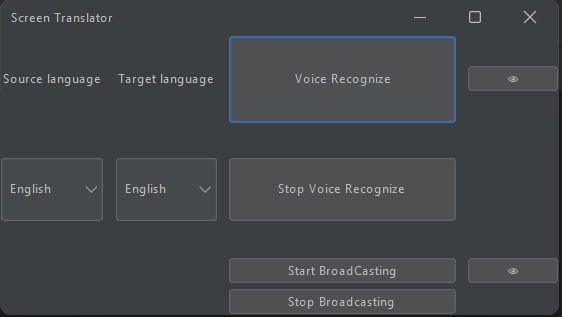 Screen Translator
Source language
Target language
Voice Recognize
English
English
Stop Voice Recognize
Start BroadCasting
Stop Broadcasting